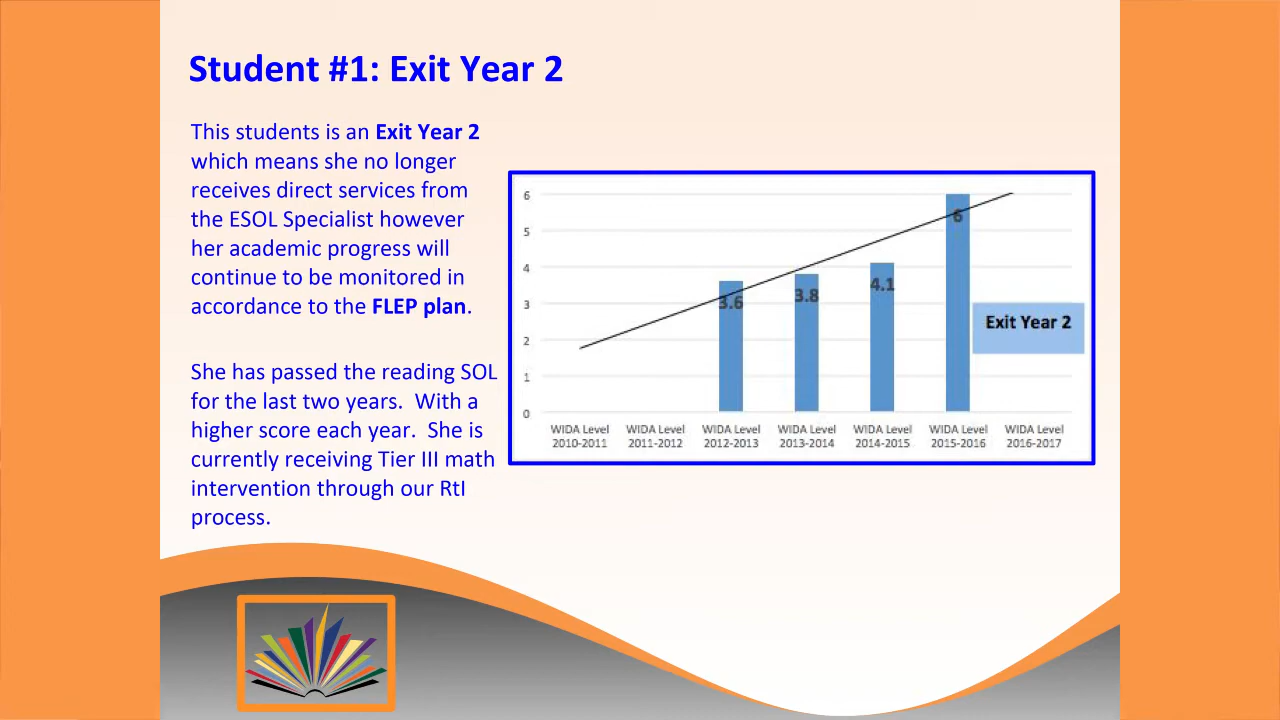 Student #1: Exit Year 2
This students is an Exit Year 2
which means she no longer
receives direct services from
the ESOL Specialist however
her academic progress will
continue to be monitored in
accordance to the FLEP plan.
She has passed the reading SOL
for the last two years.  With a
higher score each year.  She is
currently receiving Tier III math
intervention through our RtI
process.
6
5
4
3
2
1
0
3.6
3.8
4.1
6
Exit Year 2
WIDA Level
2010-2011
WIDA Level
2011-2012
WIDA Level
2012-2013
WIDA Level
2013-2014
WIDA Level
2014-2015
WIDA Level
2015-2016
WIDA Level
2016-2017